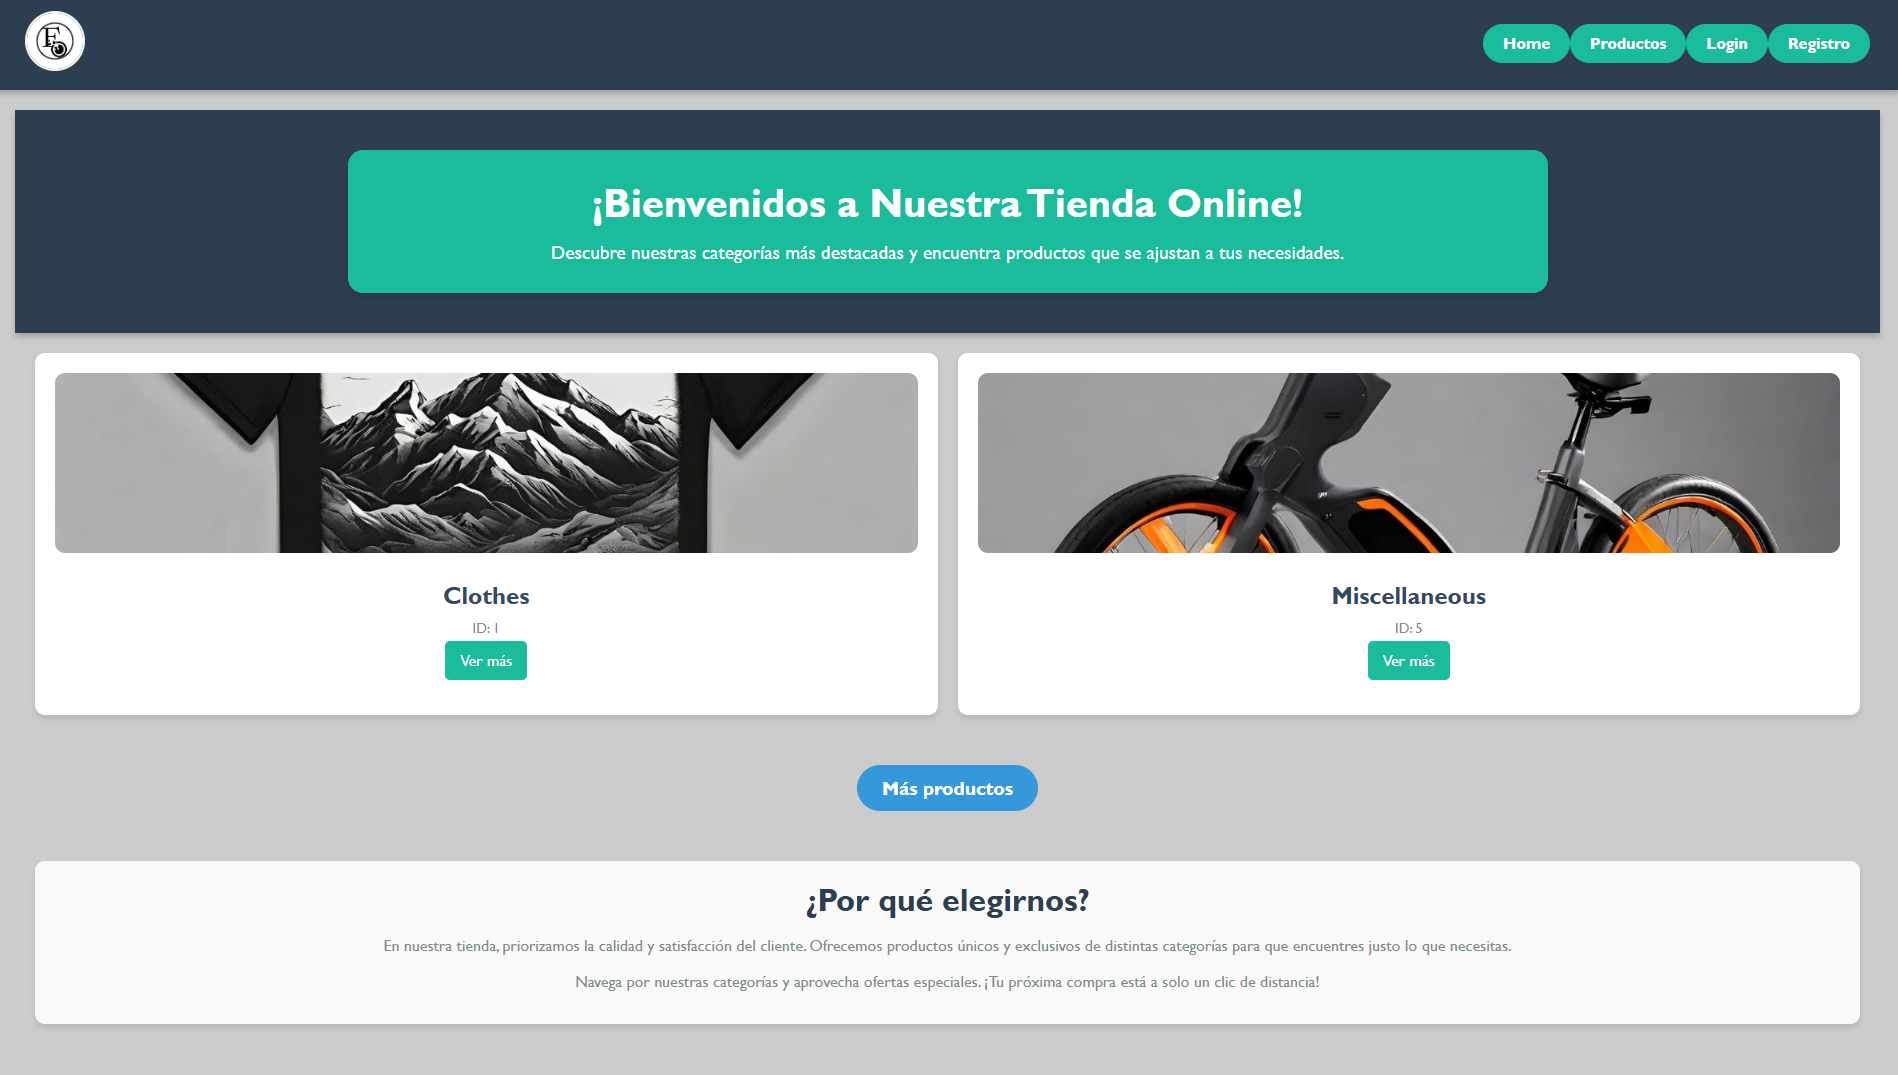 E
Home
Productos
Login
Registro
¡Bienvenidos a Nuestra Tienda Online!
Descubre nuestras categorías más destacadas y encuentra productos que se ajustan a tus necesidades.
Clothes
ID: 1
Ver más
Miscellaneous
ID: 5
Ver más
Más productos
¿Por qué elegirnos?
En nuestra tienda, priorizamos la calidad y satisfacción del cliente. Ofrecemos productos únicos y exclusivos de distintas categorías para que encuentres justo lo que necesitas.
Navega por nuestras categorías y aprovecha ofertas especiales. ¡Tu próxima compra está a solo un clic de distancia!